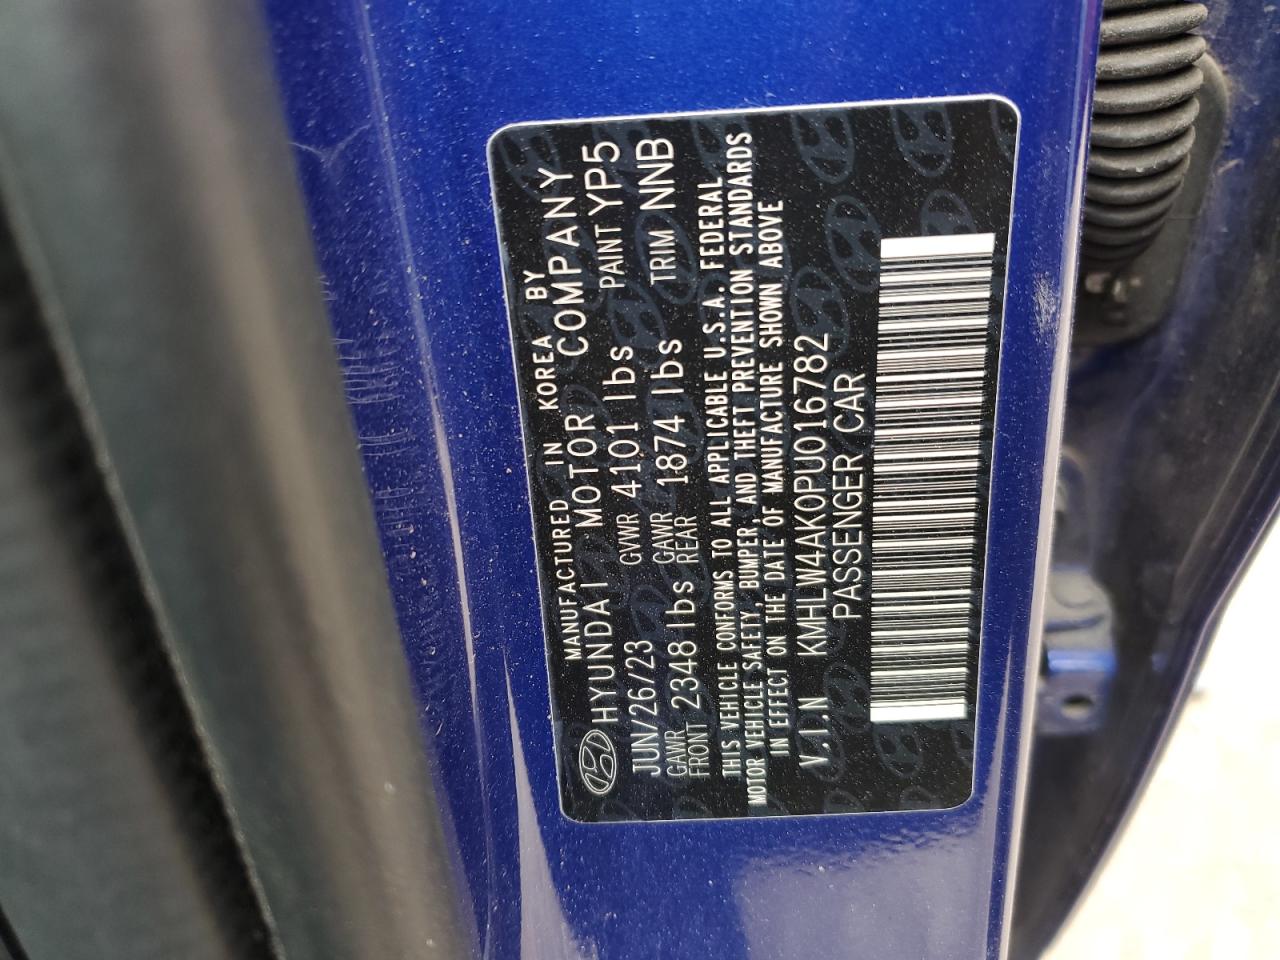 MANUFACTURED IN KOREA BY
HYUNDAI MOTOR COMPANY
JUN/26/23 GVWR 4101 lbs PAINT YP5
GAWR FRONT 2348 lbs GAWR REAR 1874 lbs TRIM NNB
THIS VEHICLE CONFORMS TO ALL APPLICABLE U.S.A. FEDERAL
MOTOR VEHICLE SAFETY, BUMPER, AND THEFT PREVENTION STANDARDS
IN EFFECT ON THE DATE OF MANUFACTURE SHOWN ABOVE
V.I.N KMHLW4AK0PU016782
PASSENGER CAR